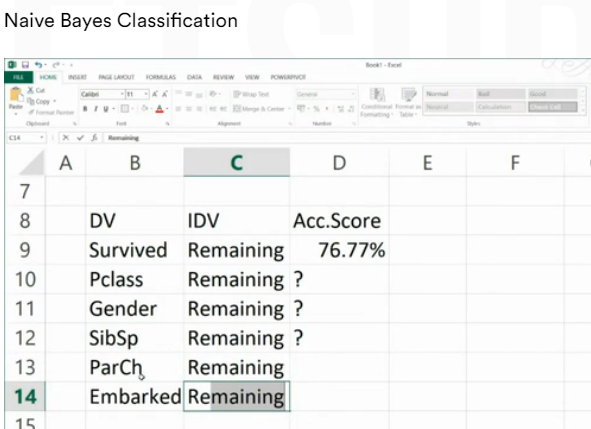 Naive Bayes Classification
Book1 - Excel
FILE HOME INSERT PAGE LAYOUT FORMULAS DATA REVIEW VIEW POWERPIVOT
Cut
Calibri 11 Wrap Text General Normal Bad Good
Copy
Paste Format Painter B I U Merge & Center Conditional Formatting Format as Table Neutral Calculation Check Cell
Clipboard Font Alignment Number Styles
C14 Remaining
A B C D E F
7
8 DV IDV Acc.Score
9 Survived Remaining 76.77%
10 Pclass Remaining ?
11 Gender Remaining ?
12 SibSp Remaining ?
13 ParCh Remaining
14 Embarked Remaining
15